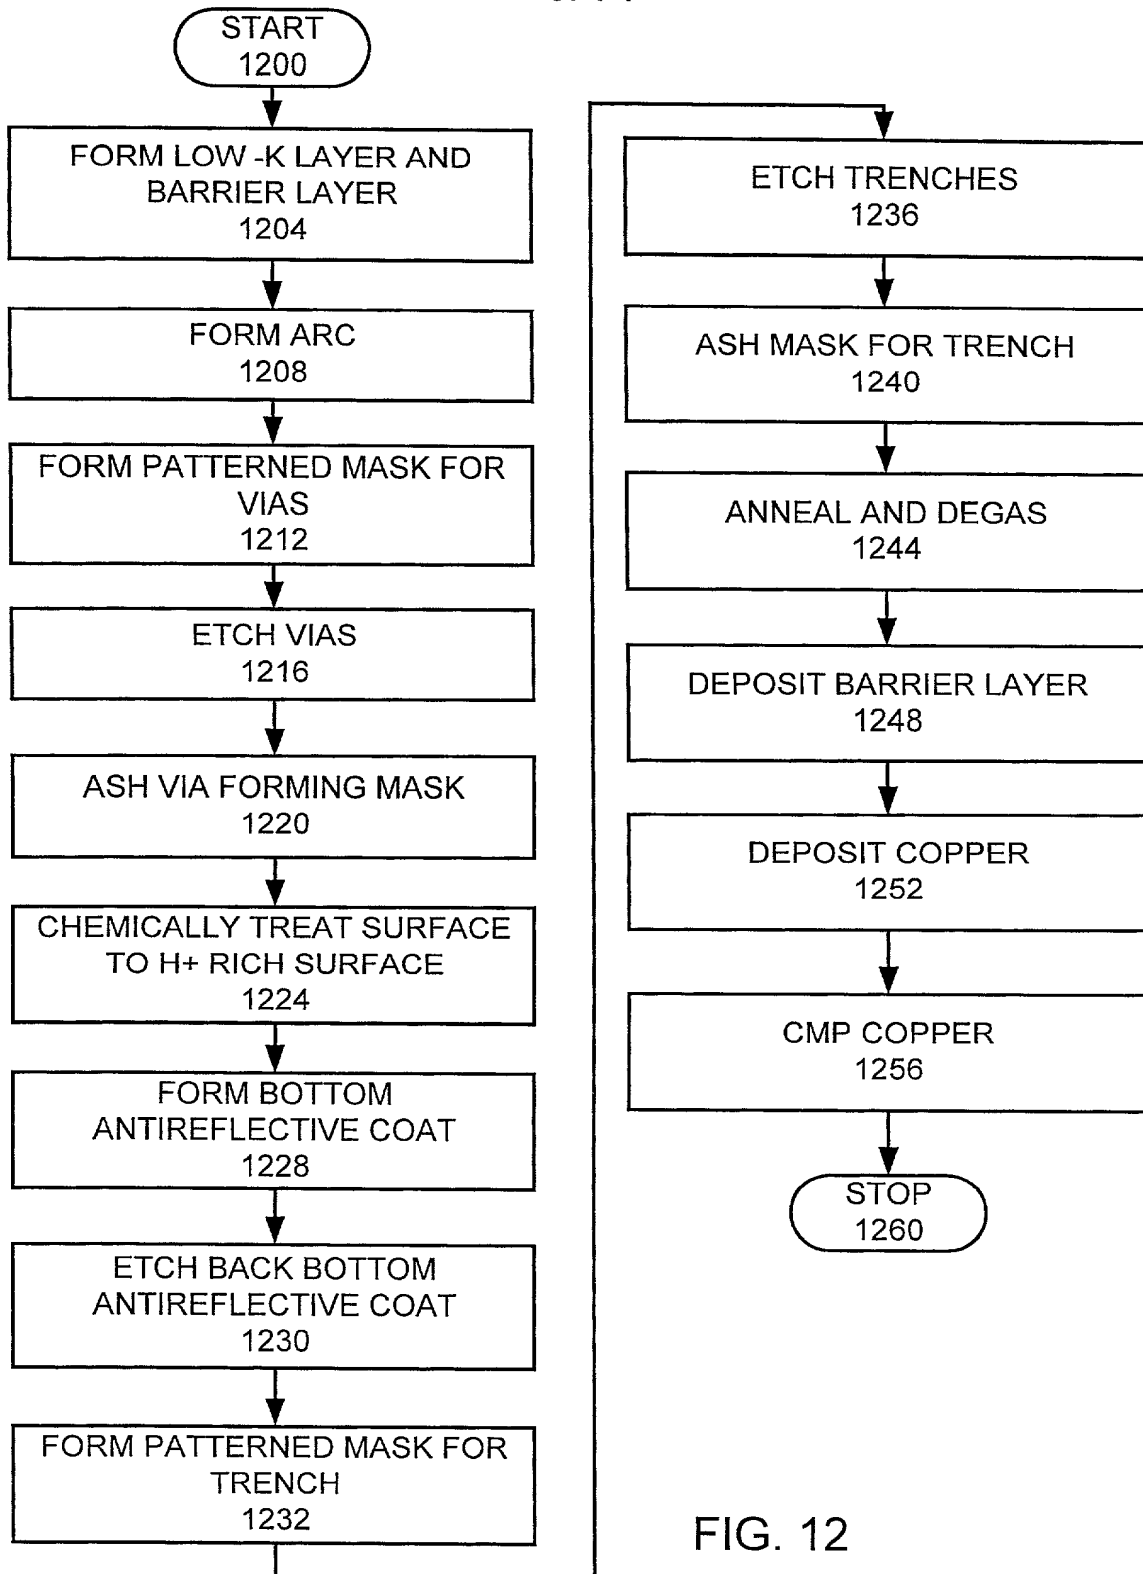 START
1200
FORM LOW -K LAYER AND
BARRIER LAYER
1204
FORM ARC
1208
FORM PATTERNED MASK FOR
VIAS
1212
ETCH VIAS
1216
ASH VIA FORMING MASK
1220
CHEMICALLY TREAT SURFACE
TO H+ RICH SURFACE
1224
FORM BOTTOM
ANTIREFLECTIVE COAT
1228
ETCH BACK BOTTOM
ANTIREFLECTIVE COAT
1230
FORM PATTERNED MASK FOR
TRENCH
1232
ETCH TRENCHES
1236
ASH MASK FOR TRENCH
1240
ANNEAL AND DEGAS
1244
DEPOSIT BARRIER LAYER
1248
DEPOSIT COPPER
1252
CMP COPPER
1256
STOP
1260
FIG. 12